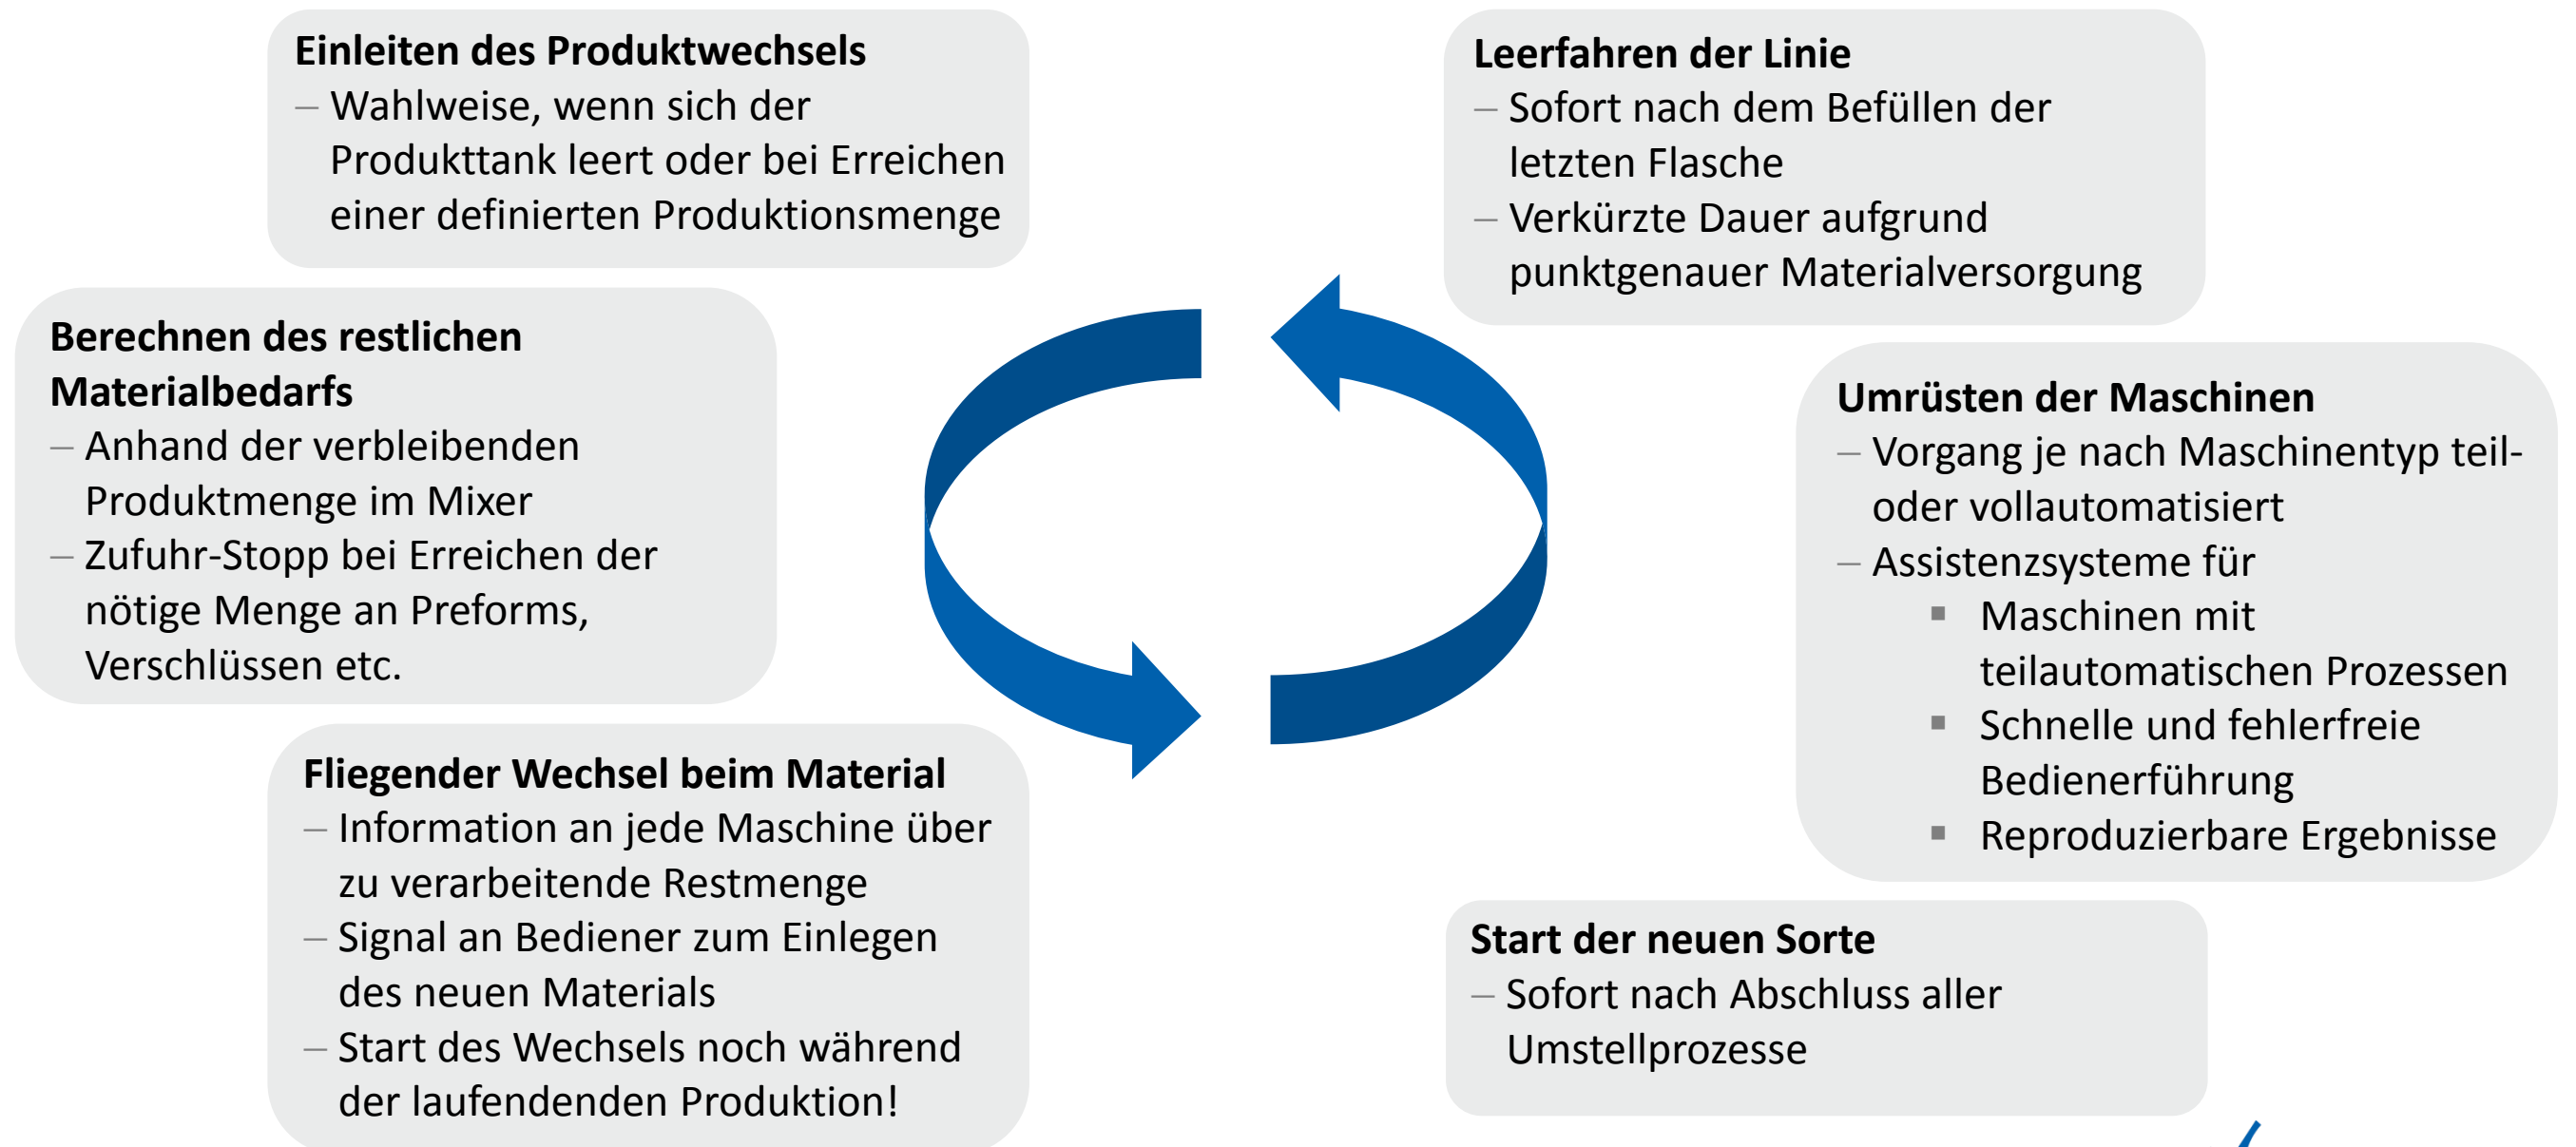 Einleiten des Produktwechsels
– Wahlweise, wenn sich der
Produkttank leert oder bei Erreichen
einer definierten Produktionsmenge
Berechnen des restlichen
Materialbedarfs
– Anhand der verbleibenden
Produktmenge im Mixer
– Zufuhr-Stopp bei Erreichen der
nötige Menge an Preforms,
Verschlüssen etc.
Fliegender Wechsel beim Material
– Information an jede Maschine über
zu verarbeitende Restmenge
– Signal an Bediener zum Einlegen
des neuen Materials
– Start des Wechsels noch während
der laufendenden Produktion!
Leerfahren der Linie
– Sofort nach dem Befüllen der
letzten Flasche
– Verkürzte Dauer aufgrund
punktgenauer Materialversorgung
Umrüsten der Maschinen
– Vorgang je nach Maschinentyp teil-
oder vollautomatisiert
– Assistenzsysteme für
▪ Maschinen mit
teilautomatischen Prozessen
▪ Schnelle und fehlerfreie
Bedienerführung
▪ Reproduzierbare Ergebnisse
Start der neuen Sorte
– Sofort nach Abschluss aller
Umstellprozesse